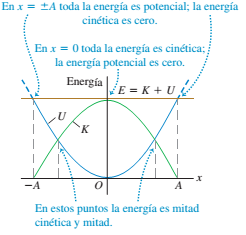 En x = ±A toda la energía es potencial; la energía
cinética es cero.
En x = 0 toda la energía es cinética;
la energía potencial es cero.
Energía
E = K + U
U
K
−A
O
A
x
En estos puntos la energía es mitad
cinética y mitad.